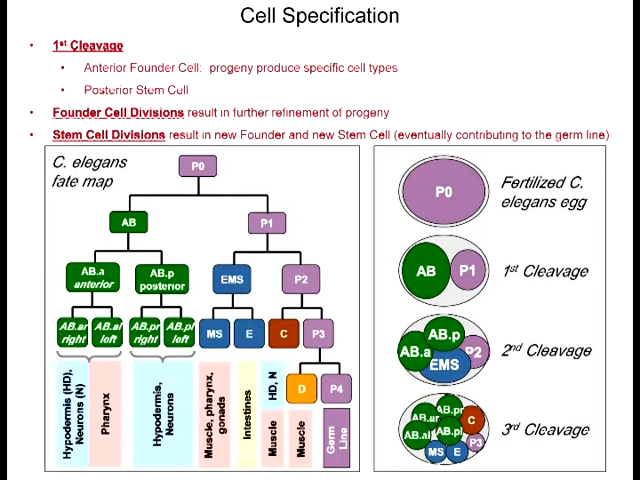 Cell Specification
1st Cleavage
Anterior Founder Cell: progeny produce specific cell types
Posterior Stem Cell
Founder Cell Divisions result in further refinement of progeny
Stem Cell Divisions result in new Founder and new Stem Cell (eventually contributing to the germ line)
C. elegans
fate map
P0
AB
P1
AB.a
anterior
AB.p
posterior
EMS
P2
AB.ar
right
AB.al
left
AB.pr
right
AB.pl
left
MS
E
C
P3
D
P4
Hypodermis (HD),
Neurons (N)
Pharynx
Hypodermis,
Neurons
Muscle, pharynx,
gonads
Intestines
HD, N
Muscle
Muscle
Germ
Line
P0
Fertilized C.
elegans egg
AB
P1
1st Cleavage
AB.p
AB.a
P2
EMS
2nd Cleavage
AB.pr
AB.ar
C
AB.al
AB.pl
P3
MS
E
3rd Cleavage